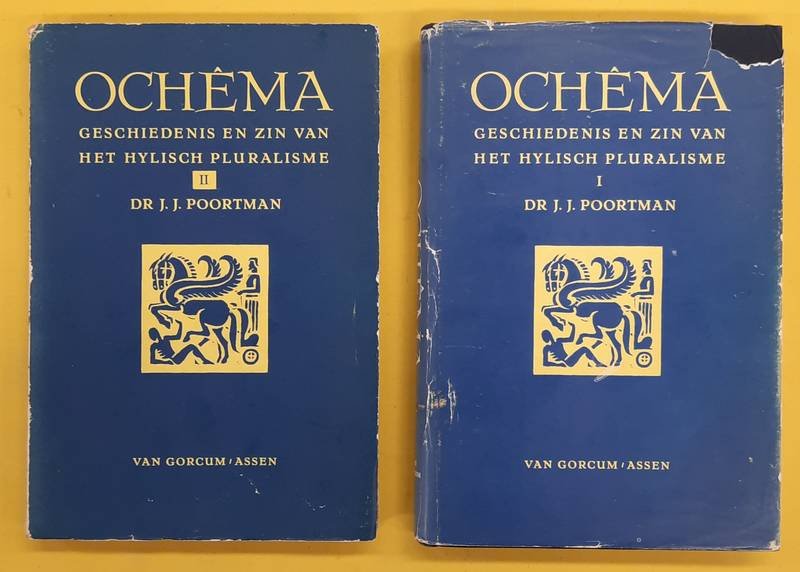 OCHÊMA
GESCHIEDENIS EN ZIN VAN
HET HYLISCH PLURALISME
II
DR J. J. POORTMAN
VAN GORCUM / ASSEN
OCHÊMA
GESCHIEDENIS EN ZIN VAN
HET HYLISCH PLURALISME
I
DR J. J. POORTMAN
VAN GORCUM / ASSEN